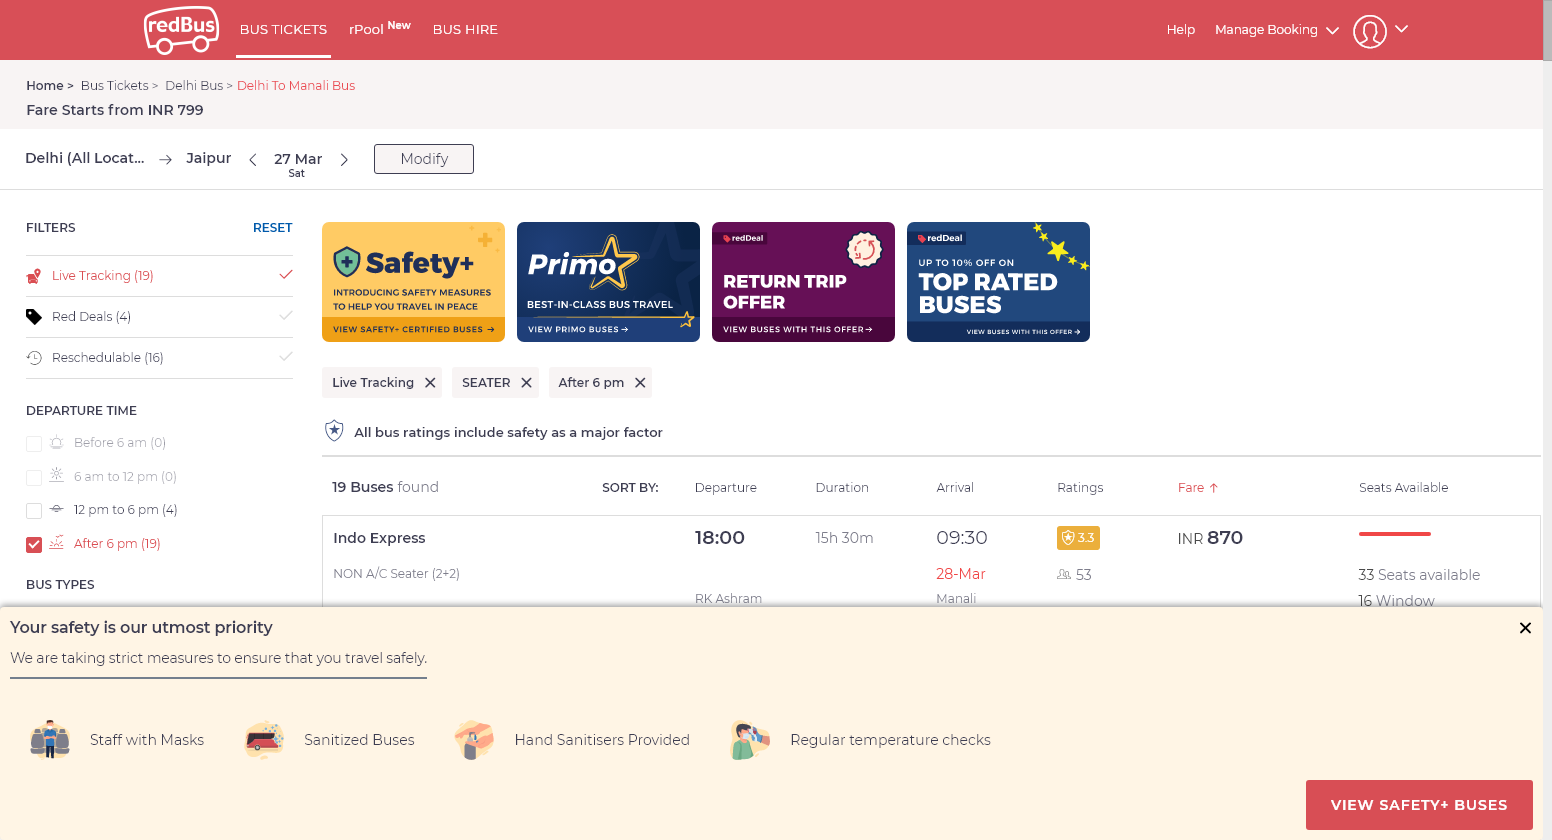 redBus
BUS TICKETS
rPool New
BUS HIRE
Help
Manage Booking
Home > Bus Tickets > Delhi Bus > Delhi To Manali Bus
Fare Starts from INR 799
Delhi (All Locat... → Jaipur < 27 Mar > Modify
Sat
FILTERS RESET
Live Tracking (19)
Red Deals (4)
Reschedulable (16)
DEPARTURE TIME
Before 6 am (0)
6 am to 12 pm (0)
12 pm to 6 pm (4)
After 6 pm (19)
BUS TYPES
Safety+
INTRODUCING SAFETY MEASURES
TO HELP YOU TRAVEL IN PEACE
VIEW SAFETY+ CERTIFIED BUSES →
Primo
BEST-IN-CLASS BUS TRAVEL
VIEW PRIMO BUSES →
redDeal
RETURN TRIP
OFFER
VIEW BUSES WITH THIS OFFER →
redDeal
UP TO 10% OFF ON
TOP RATED
BUSES
VIEW BUSES WITH THIS OFFER →
Live Tracking ✕ SEATER ✕ After 6 pm ✕
All bus ratings include safety as a major factor
19 Buses found SORT BY: Departure Duration Arrival Ratings Fare ↑ Seats Available
Indo Express 18:00 15h 30m 09:30 3.3 INR 870
NON A/C Seater (2+2) 28-Mar 53 33 Seats available
RK Ashram Manali 16 Window
Your safety is our utmost priority
We are taking strict measures to ensure that you travel safely.
Staff with Masks
Sanitized Buses
Hand Sanitisers Provided
Regular temperature checks
VIEW SAFETY+ BUSES